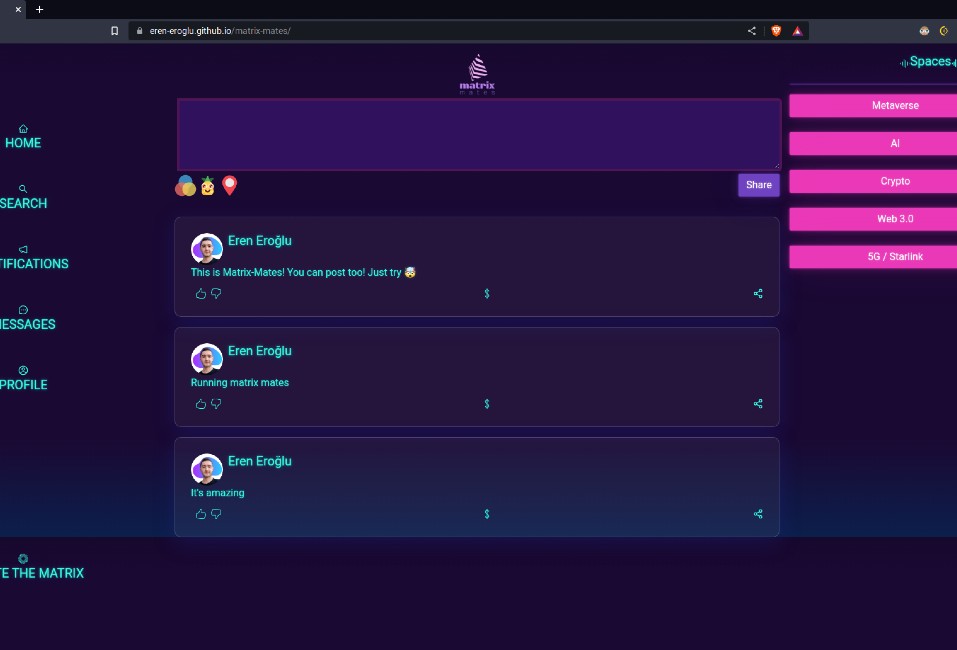 eren-eroglu.github.io/matrix-mates/
matrix
mates
Spaces
HOME
SEARCH
TIFICATIONS
ESSAGES
PROFILE
TE THE MATRIX
Share
Eren Eroğlu
This is Matrix-Mates! You can post too! Just try 🤯
$
Eren Eroğlu
Running matrix mates
$
Eren Eroğlu
It's amazing
$
Metaverse
AI
Crypto
Web 3.0
5G / Starlink